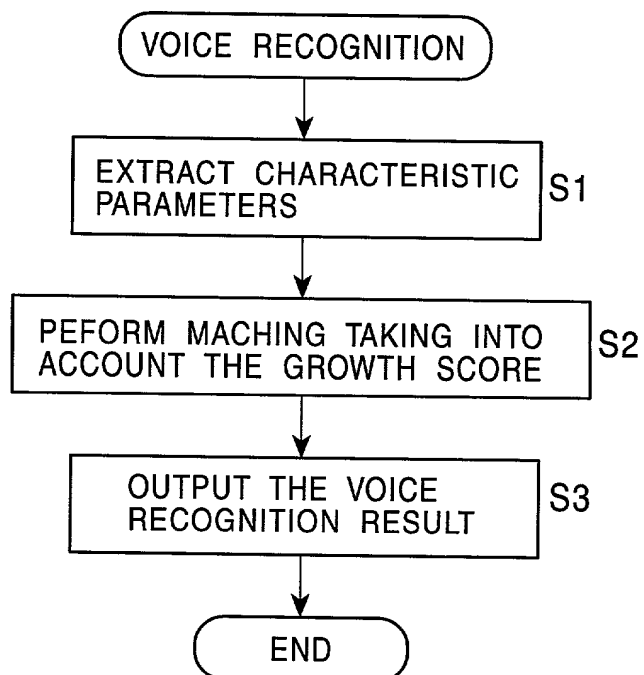 VOICE RECOGNITION
EXTRACT CHARACTERISTIC
PARAMETERS
S1
PEFORM MACHING TAKING INTO
ACCOUNT THE GROWTH SCORE
S2
OUTPUT THE VOICE
RECOGNITION RESULT
S3
END